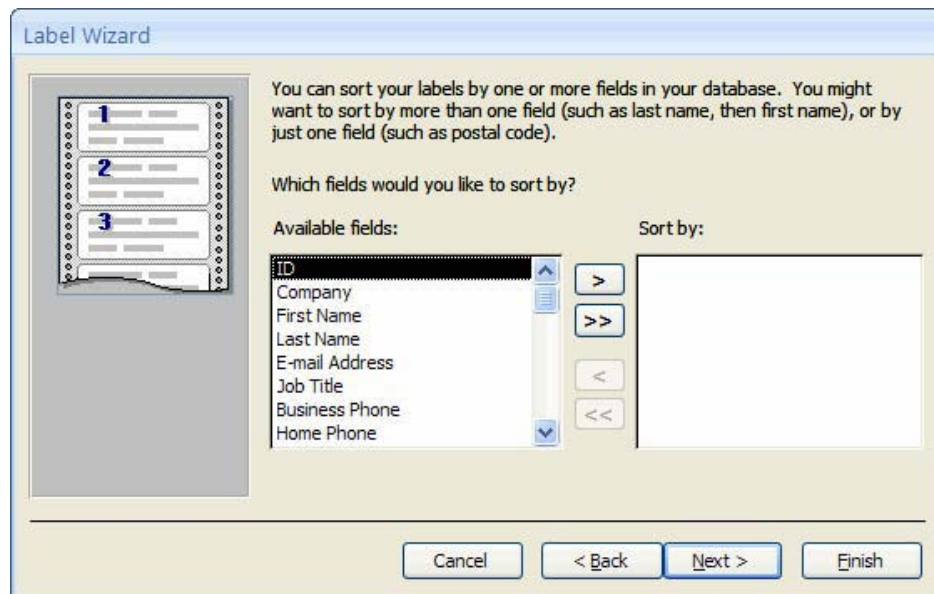 Label Wizard
1
2
3
You can sort your labels by one or more fields in your database.  You might
want to sort by more than one field (such as last name, then first name), or by
just one field (such as postal code).
Which fields would you like to sort by?
Available fields:
Sort by:
ID
Company
First Name
Last Name
E-mail Address
Job Title
Business Phone
Home Phone
>
>>
<
<<
Cancel
< Back
Next >
Finish